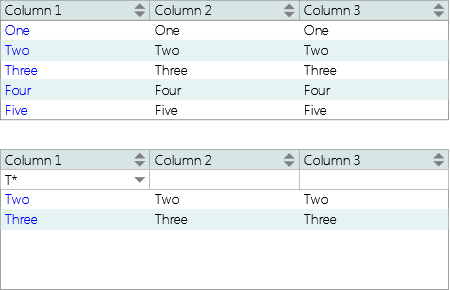 Column 1 Column 2 Column 3
One One One
Two Two Two
Three Three Three
Four Four Four
Five Five Five
Column 1 Column 2 Column 3
T*
Two Two Two
Three Three Three